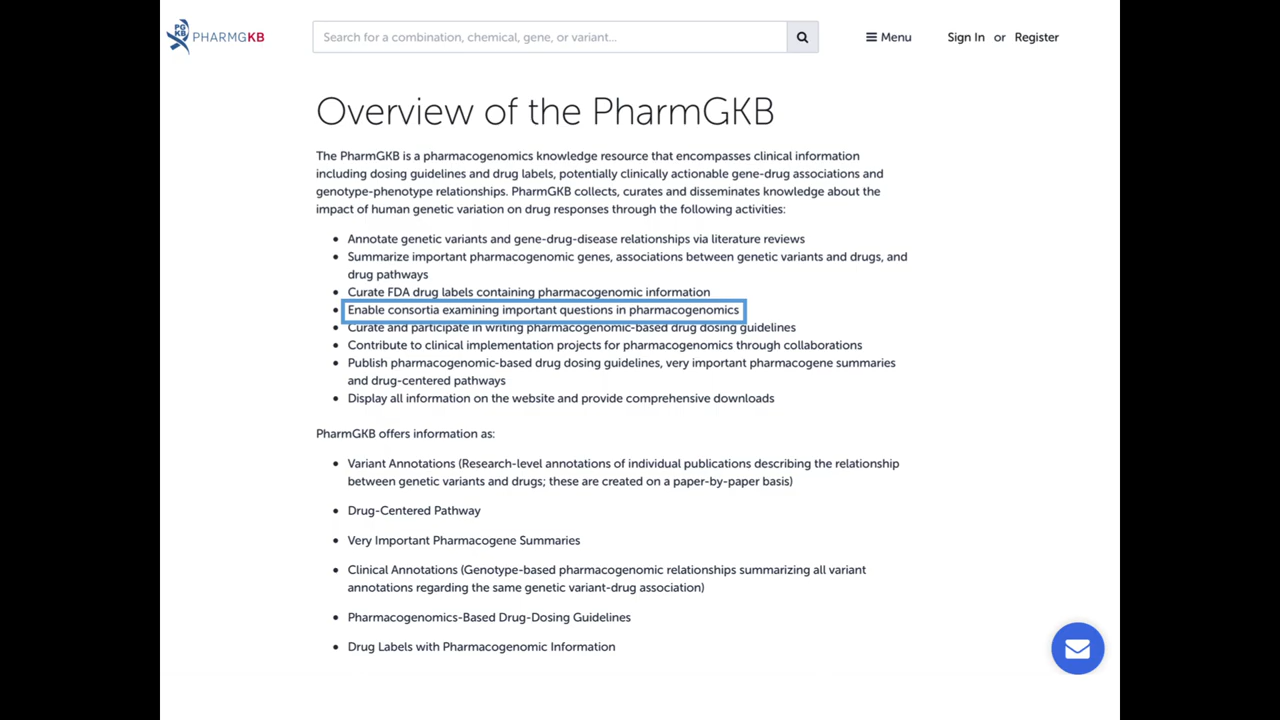 PG
KB
PHARMGKB
Search for a combination, chemical, gene, or variant...
Menu
Sign In or Register
Overview of the PharmGKB
The PharmGKB is a pharmacogenomics knowledge resource that encompasses clinical information
including dosing guidelines and drug labels, potentially clinically actionable gene-drug associations and
genotype-phenotype relationships. PharmGKB collects, curates and disseminates knowledge about the
impact of human genetic variation on drug responses through the following activities:
• Annotate genetic variants and gene-drug-disease relationships via literature reviews
• Summarize important pharmacogenomic genes, associations between genetic variants and drugs, and
drug pathways
• Curate FDA drug labels containing pharmacogenomic information
• Enable consortia examining important questions in pharmacogenomics
• Curate and participate in writing pharmacogenomic-based drug dosing guidelines
• Contribute to clinical implementation projects for pharmacogenomics through collaborations
• Publish pharmacogenomic-based drug dosing guidelines, very important pharmacogene summaries
and drug-centered pathways
• Display all information on the website and provide comprehensive downloads
PharmGKB offers information as:
• Variant Annotations (Research-level annotations of individual publications describing the relationship
between genetic variants and drugs; these are created on a paper-by-paper basis)
• Drug-Centered Pathway
• Very Important Pharmacogene Summaries
• Clinical Annotations (Genotype-based pharmacogenomic relationships summarizing all variant
annotations regarding the same genetic variant-drug association)
• Pharmacogenomics-Based Drug-Dosing Guidelines
• Drug Labels with Pharmacogenomic Information